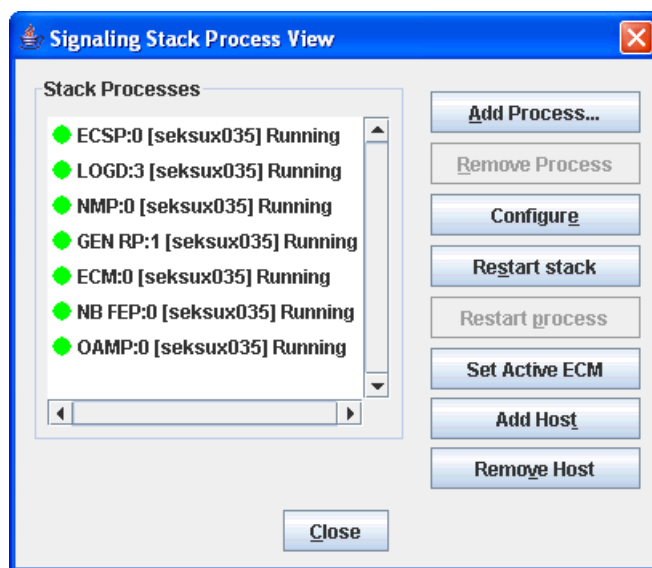 Signaling Stack Process View
Stack Processes
ECSP:0 [seksux035] Running
LOGD:3 [seksux035] Running
NMP:0 [seksux035] Running
GEN RP:1 [seksux035] Running
ECM:0 [seksux035] Running
NB FEP:0 [seksux035] Running
OAMP:0 [seksux035] Running
Add Process...
Remove Process
Configure
Restart stack
Restart process
Set Active ECM
Add Host
Remove Host
Close